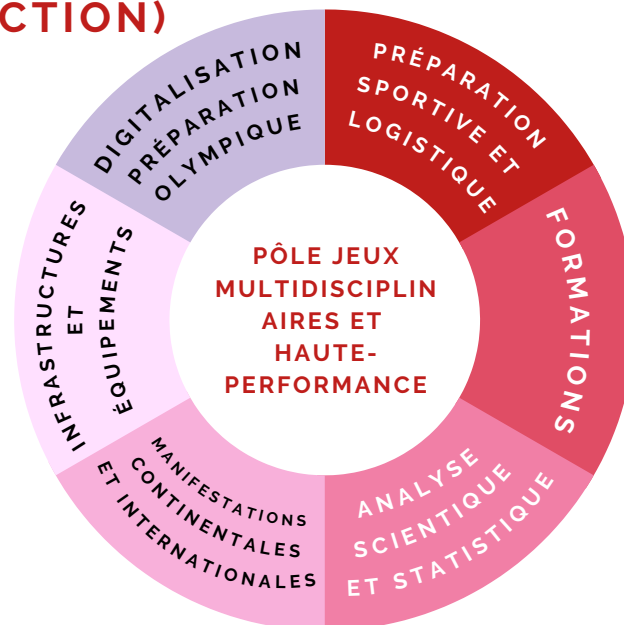 CTION)
PRÉPARATION
SPORTIVE ET
LOGISTIQUE
FORMATIONS
ANALYSE
SCIENTIQUE
ET STATISTIQUE
MANIFESTATIONS
CONTINENTALES
ET INTERNATIONALES
INFRASTRUCTURES
ET
ÉQUIPEMENTS
DIGITALISATION
PRÉPARATION
OLYMPIQUE
PÔLE JEUX
MULTIDISCIPLIN
AIRES ET
HAUTE-
PERFORMANCE